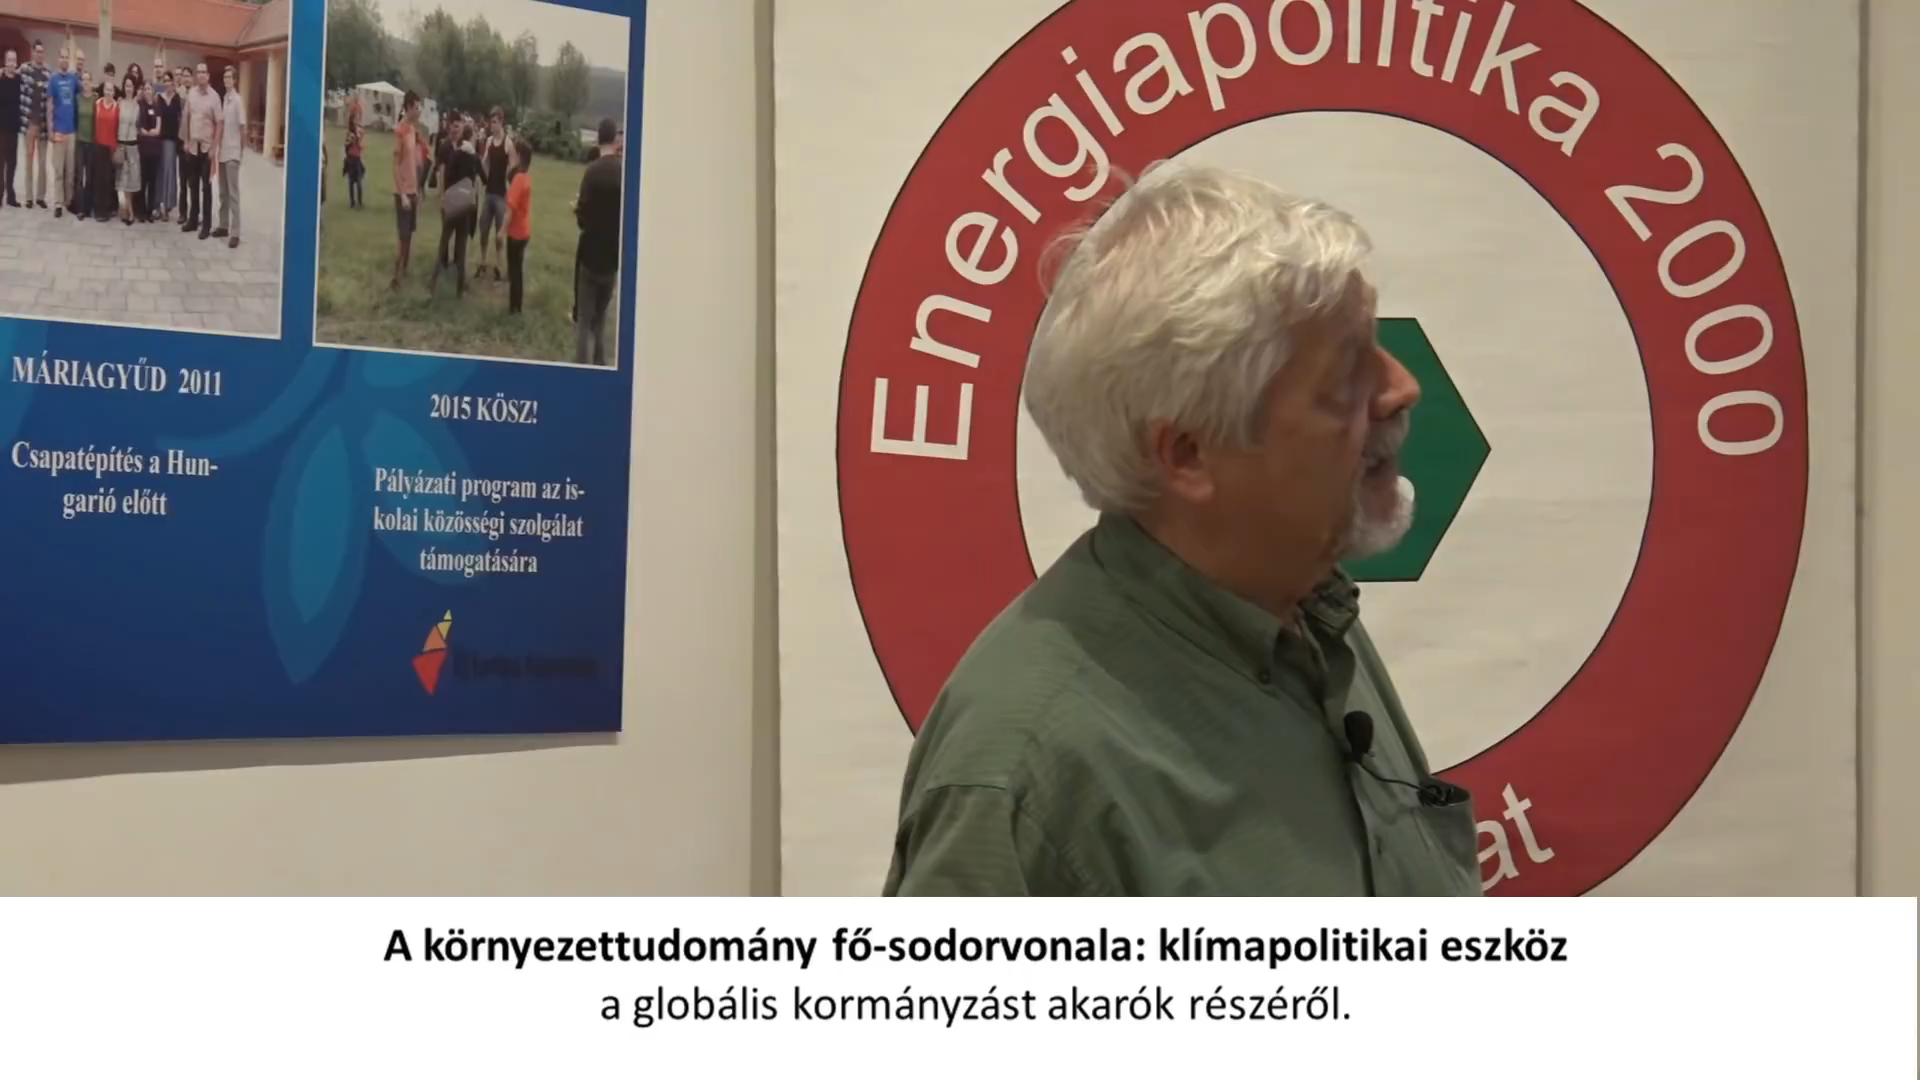 MÁRIAGYŰD 2011
Csapatépítés a Hun-
garió előtt
2015 KÖSZ!
Pályázati program az is-
kolai közösségi szolgálat
támogatására
Energiapolitika 2000
at
A környezettudomány fő-sodorvonala: klímapolitikai eszköz
a globális kormányzást akarók részéről.